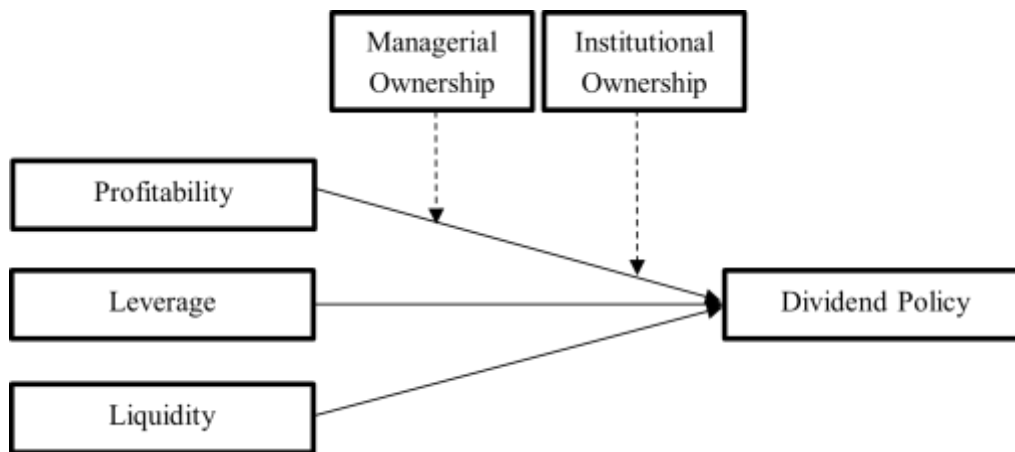 Managerial
Ownership
Institutional
Ownership
Profitability
Leverage
Dividend Policy
Liquidity